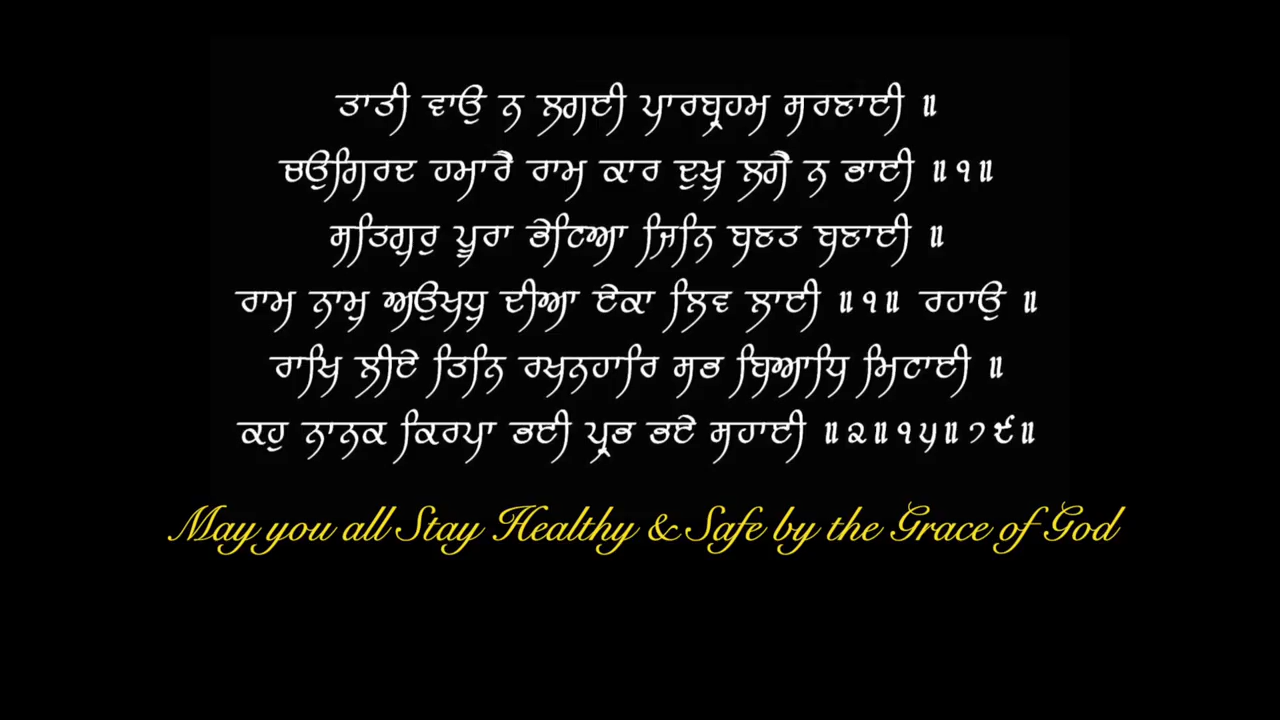 ਤਾਤੀ ਵਾਉ ਨ ਲਗਈ ਪਾਰਬ੍ਰਹਮ ਸਰਣਾਈ ॥
ਚਉਗਿਰਦ ਹਮਾਰੈ ਰਾਮ ਕਾਰ ਦੁਖੁ ਲਗੈ ਨ ਭਾਈ ॥੧॥
ਸਤਿਗੁਰੁ ਪੂਰਾ ਭੇਟਿਆ ਜਿਨਿ ਬਣਤ ਬਣਾਈ ॥
ਰਾਮ ਨਾਮੁ ਅਉਖਧੁ ਦੀਆ ਏਕਾ ਲਿਵ ਲਾਈ ॥੧॥ ਰਹਾਉ ॥
ਰਾਖਿ ਲੀਏ ਤਿਨਿ ਰਖਨਹਾਰਿ ਸਭ ਬਿਆਧਿ ਮਿਟਾਈ ॥
ਕਹੁ ਨਾਨਕ ਕਿਰਪਾ ਭਈ ਪ੍ਰਭ ਭਏ ਸਹਾਈ ॥੨॥੧੫॥੭੯॥
May you all Stay Healthy & Safe by the Grace of God